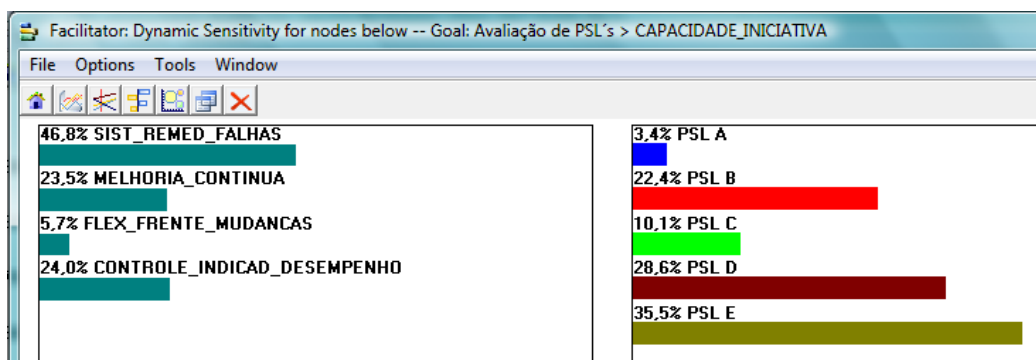 Facilitator: Dynamic Sensitivity for nodes below -- Goal: Avaliação de PSL´s > CAPACIDADE_INICIATIVA
File Options Tools Window
46,8% SIST_REMED_FALHAS
23,5% MELHORIA_CONTINUA
5,7% FLEX_FRENTE_MUDANCAS
24,0% CONTROLE_INDICAD_DESEMPENHO
3,4% PSL A
22,4% PSL B
10,1% PSL C
28,6% PSL D
35,5% PSL E